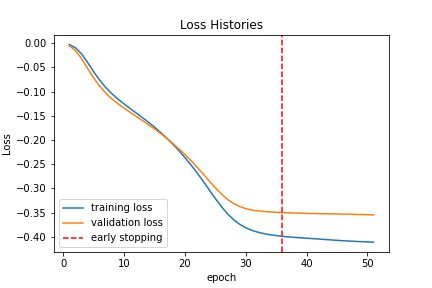 Loss Histories
Loss
0.00
−0.05
−0.10
−0.15
−0.20
−0.25
−0.30
−0.35
−0.40
training loss
validation loss
early stopping
0 10 20 30 40 50
epoch